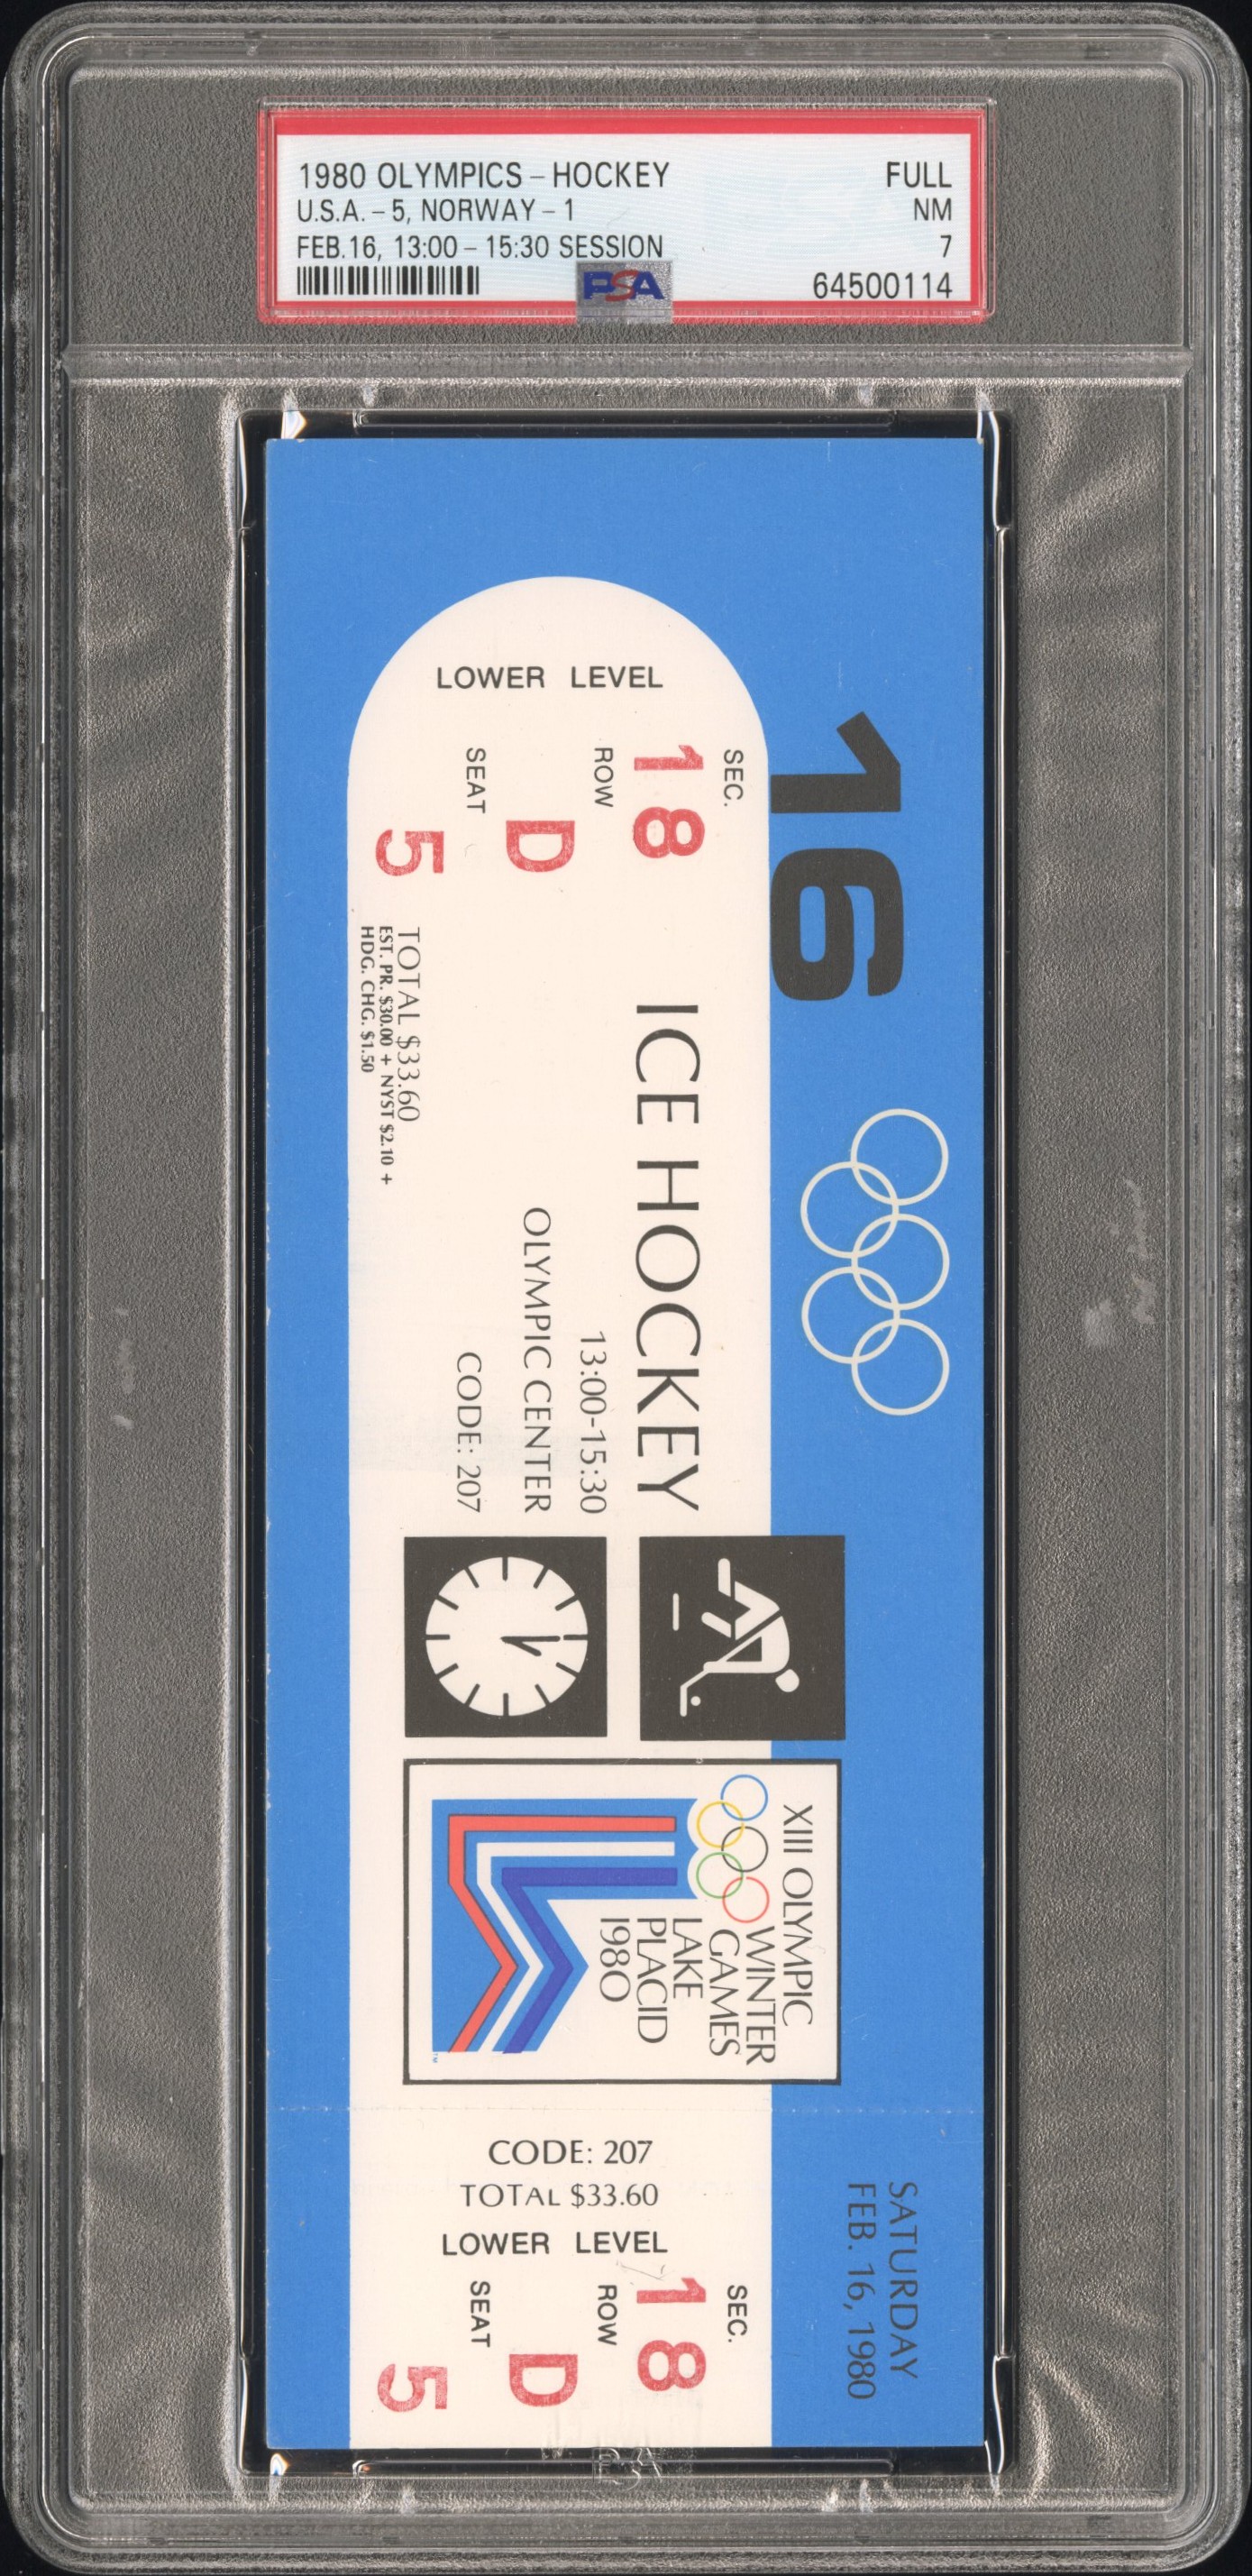 1980 OLYMPICS – HOCKEY FULL
U.S.A. – 5, NORWAY – 1 NM
FEB.16, 13:00 – 15:30 SESSION 7
PSA 64500114
16
SATURDAY
FEB. 16, 1980
LOWER LEVEL
SEC. 18
ROW D
SEAT 5
ICE HOCKEY
13:00-15:30
OLYMPIC CENTER
CODE: 207
TOTAL $33.60
EST. PR. $30.00 + NYST $2.10 +
HDG. CHG. $1.50
XIII OLYMPIC
WINTER
GAMES
LAKE
PLACID
1980
TM
CODE: 207
TOTAL $33.60
LOWER LEVEL
SEC. 18
ROW D
SEAT 5